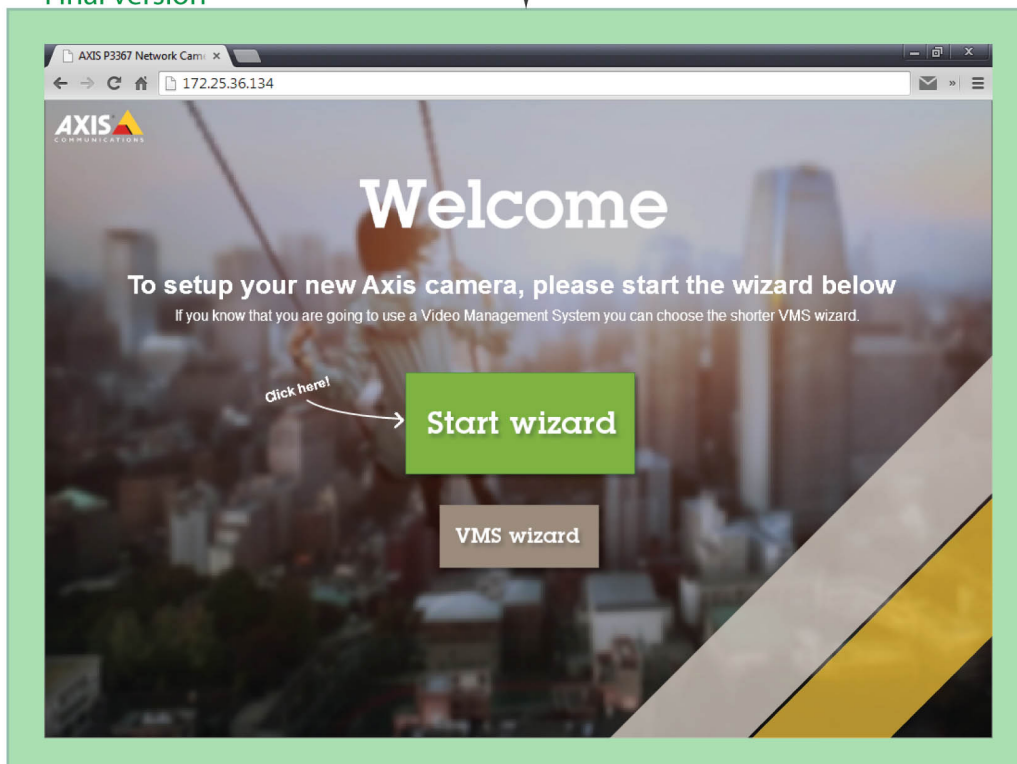 Final version
AXIS P3367 Network Cam
172.25.36.134
AXIS
COMMUNICATIONS
Welcome
To setup your new Axis camera, please start the wizard below
If you know that you are going to use a Video Management System you can choose the shorter VMS wizard.
Click here!
Start wizard
VMS wizard